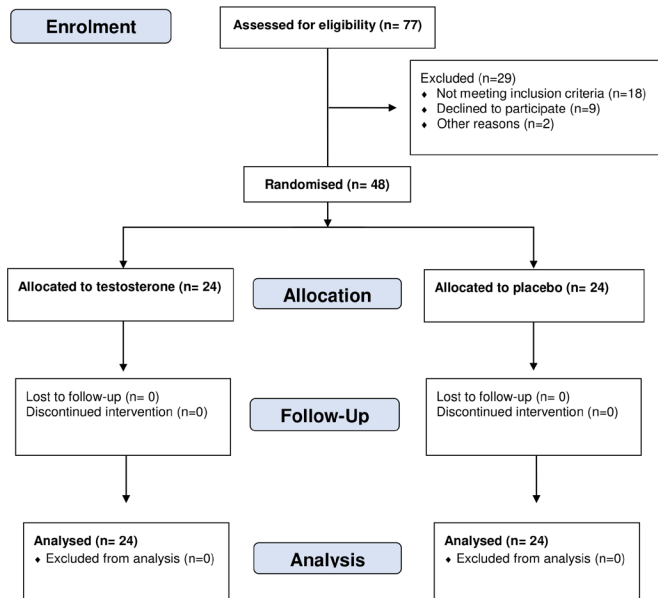 Enrolment
Assessed for eligibility (n= 77)
Excluded (n=29)
♦ Not meeting inclusion criteria (n=18)
♦ Declined to participate (n=9)
♦ Other reasons (n=2)
Randomised (n= 48)
Allocated to testosterone (n= 24)
Allocation
Allocated to placebo (n= 24)
Lost to follow-up (n= 0)
Discontinued intervention (n=0)
Follow-Up
Lost to follow-up (n= 0)
Discontinued intervention (n=0)
Analysed (n= 24)
♦ Excluded from analysis (n=0)
Analysis
Analysed (n= 24)
♦ Excluded from analysis (n=0)